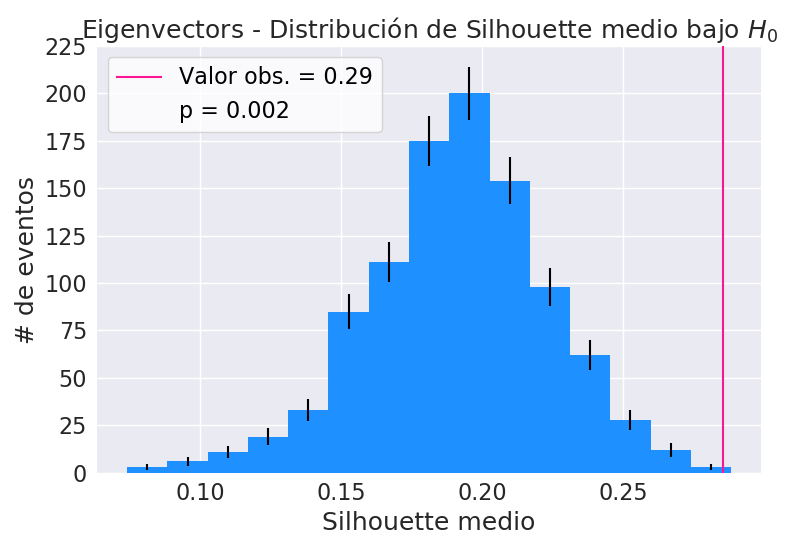 Eigenvectors - Distribución de Silhouette medio bajo $H_0$
225
200
175
150
125
100
75
50
25
0
# de eventos
Valor obs. = 0.29
p = 0.002
0.10 0.15 0.20 0.25
Silhouette medio